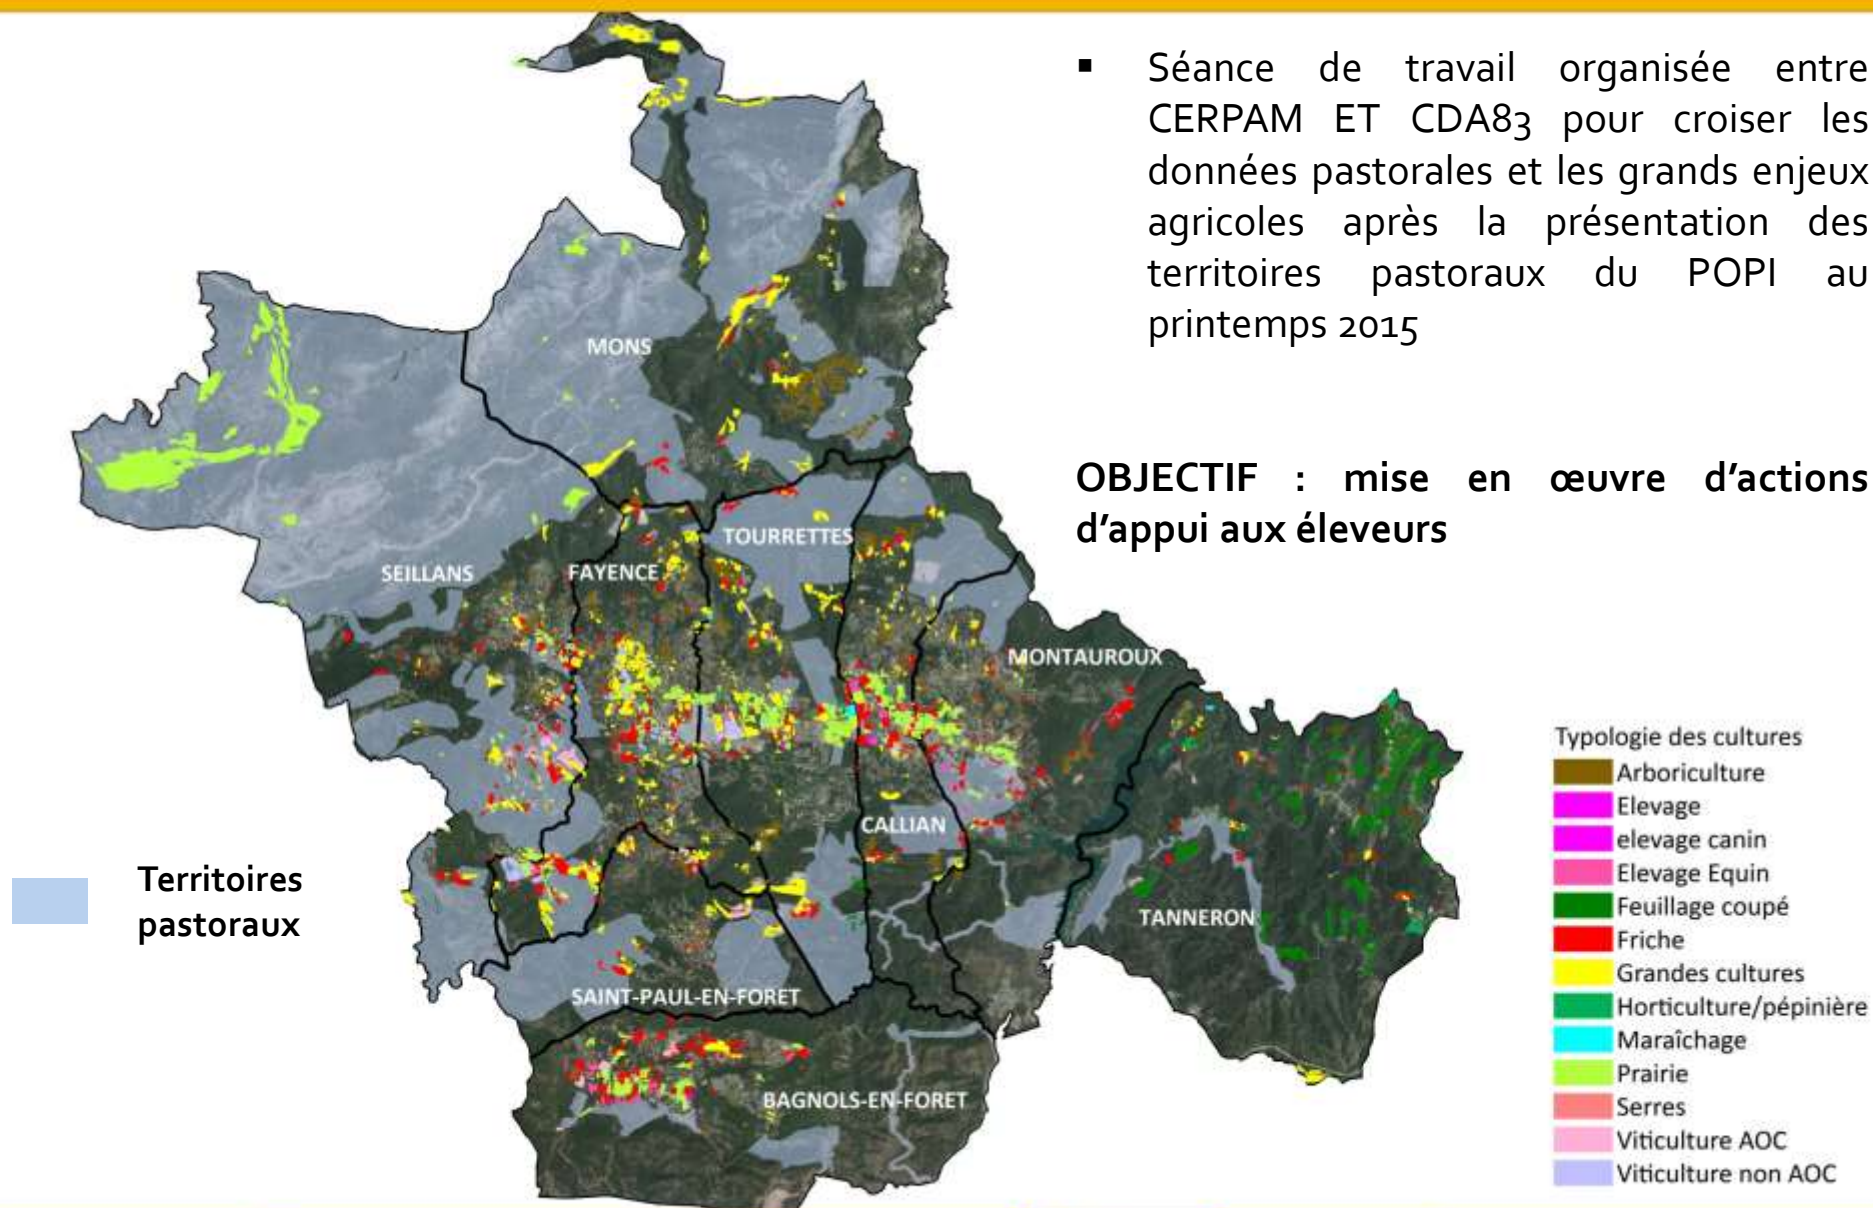 ▪ Séance de travail organisée entre
CERPAM ET CDA83 pour croiser les
données pastorales et les grands enjeux
agricoles après la présentation des
territoires pastoraux du POPI au
printemps 2015
OBJECTIF : mise en œuvre d'actions
d'appui aux éleveurs
MONS
TOURRETTES
SEILLANS
FAYENCE
MONTAUROUX
CALLIAN
TANNERON
SAINT-PAUL-EN-FORET
BAGNOLS-EN-FORET
Territoires
pastoraux
Typologie des cultures
Arboriculture
Elevage
elevage canin
Elevage Equin
Feuillage coupé
Friche
Grandes cultures
Horticulture/pépinière
Maraîchage
Prairie
Serres
Viticulture AOC
Viticulture non AOC